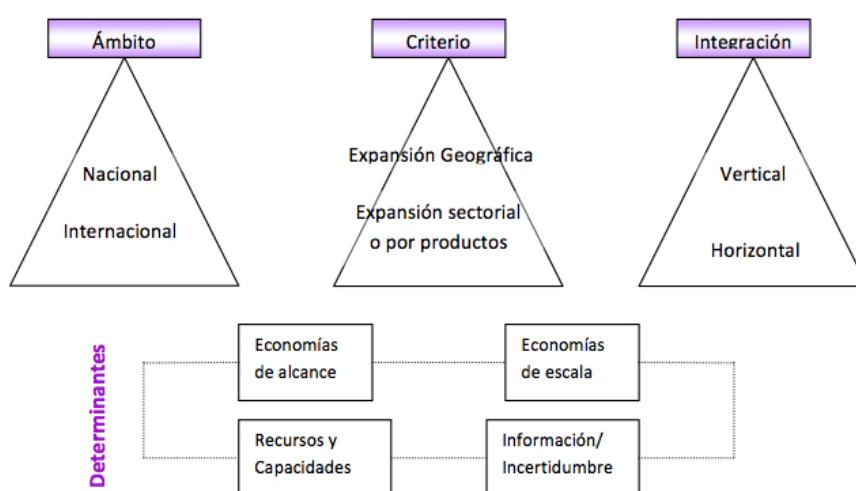 Ámbito
Criterio
Integración
Nacional
Internacional
Expansión Geográfica
Expansión sectorial
o por productos
Vertical
Horizontal
Determinantes
Economías
de alcance
Economías
de escala
Recursos y
Capacidades
Información/
Incertidumbre